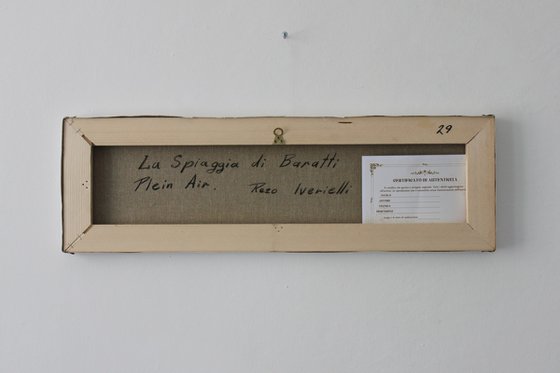 29
La Spiaggia di Baratti
Plein Air. Rezo Iverielli
CERTIFICATO DI AUTENTICITÀ